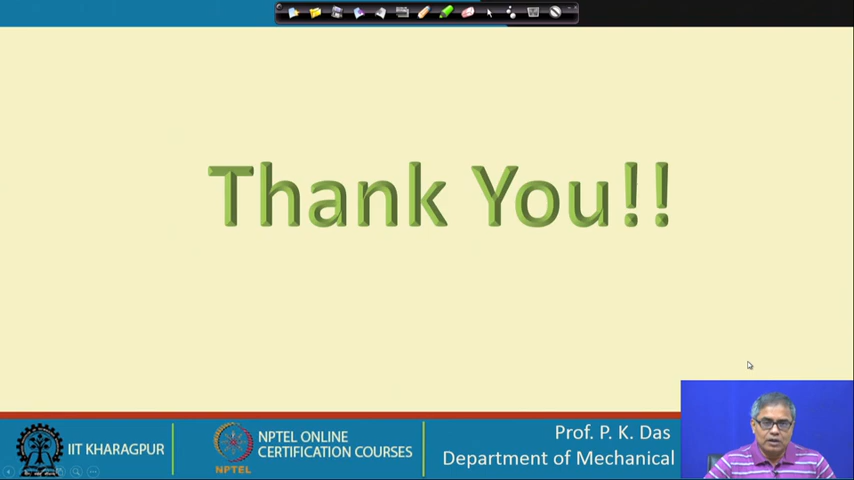 Thank You!!
IIT KHARAGPUR
NPTEL
NPTEL ONLINE
CERTIFICATION COURSES
Prof. P. K. Das
Department of Mechanical